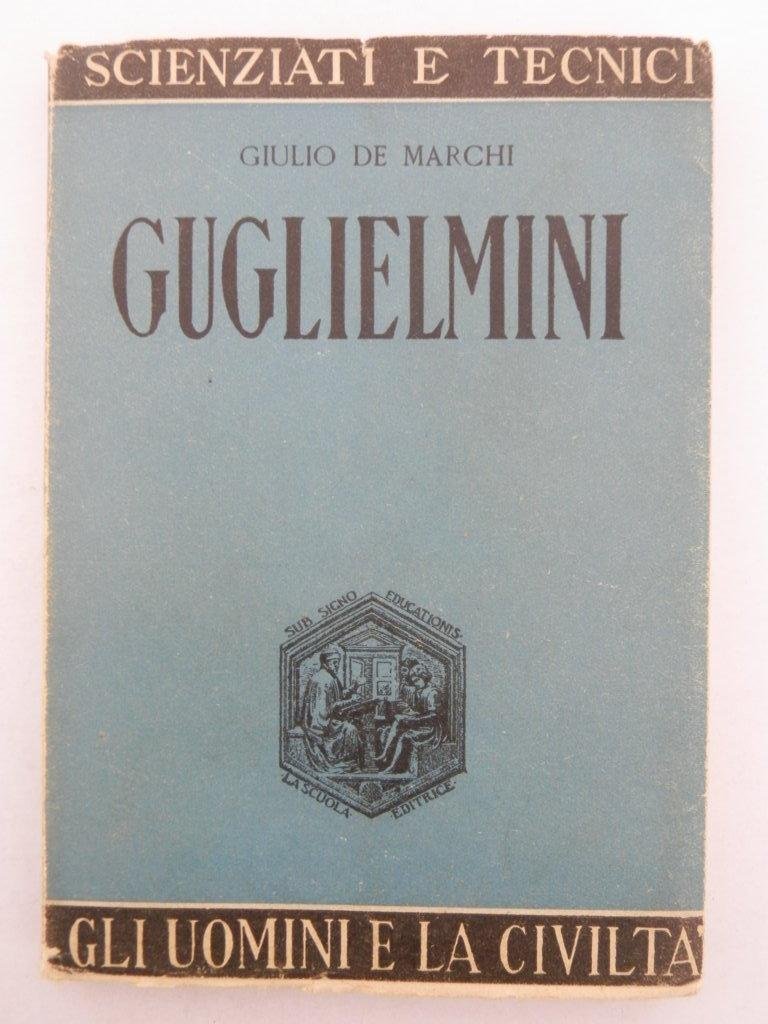 SCIENZIATI E TECNICI
GIULIO DE MARCHI
GUGLIELMINI
SUB SIGNO EDUCATIONIS
LA SCUOLA EDITRICE
GLI UOMINI E LA CIVILTA'